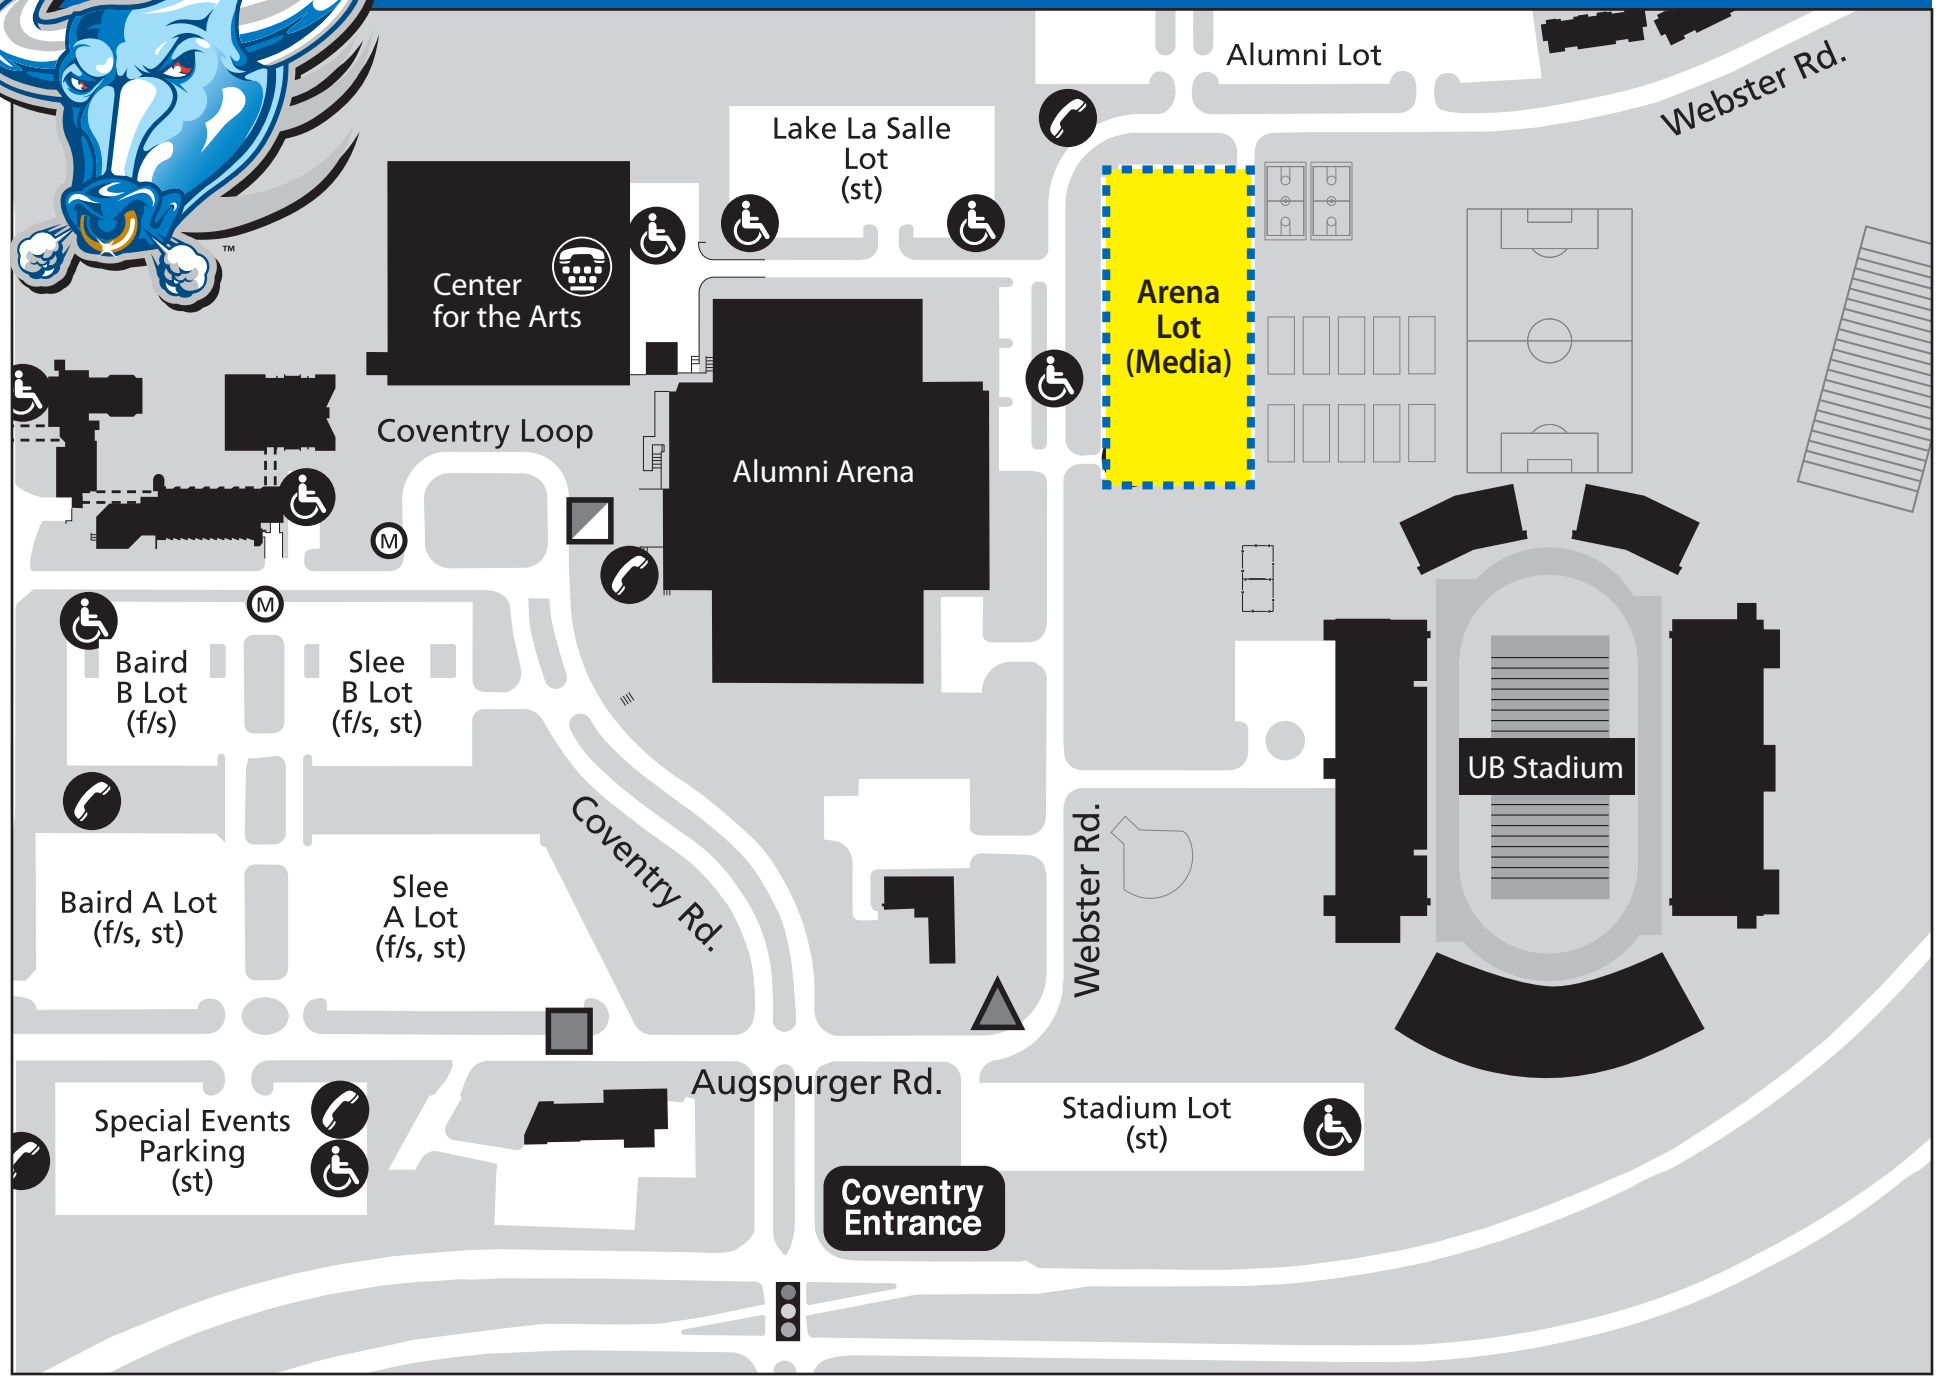 Alumni Lot
Webster Rd.
Lake La Salle
Lot
(st)
™
Center
for the Arts
Arena
Lot
(Media)
Coventry Loop
Alumni Arena
M
M
Baird
B Lot
(f/s)
Slee
B Lot
(f/s, st)
UB Stadium
Coventry Rd.
Webster Rd.
Baird A Lot
(f/s, st)
Slee
A Lot
(f/s, st)
Augspurger Rd.
Special Events
Parking
(st)
Stadium Lot
(st)
Coventry
Entrance